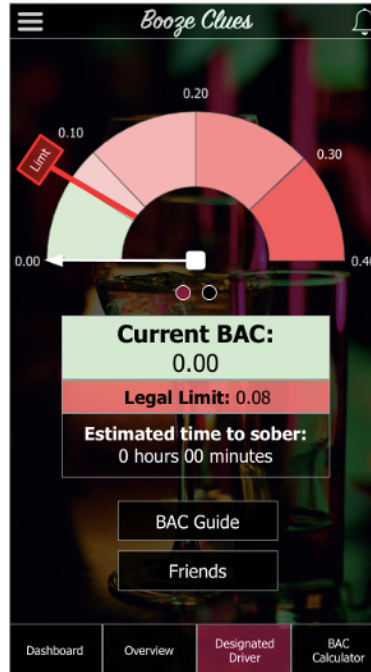 Booze Clues
0.20
0.10
0.30
Limt
0.00
0.40
Current BAC:
0.00
Legal Limit: 0.08
Estimated time to sober:
0 hours 00 minutes
BAC Guide
Friends
Dashboard
Overview
Designated
Driver
BAC
Calculator